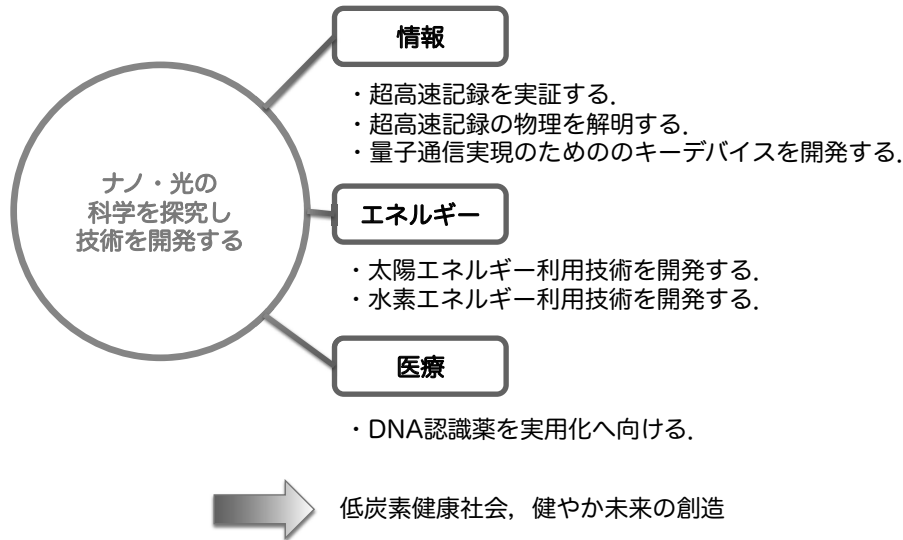 ナノ・光の
科学を探究し
技術を開発する
情報
・超高速記録を実証する．
・超高速記録の物理を解明する．
・量子通信実現のためののキーデバイスを開発する．
エネルギー
・太陽エネルギー利用技術を開発する．
・水素エネルギー利用技術を開発する．
医療
・DNA認識薬を実用化へ向ける．
低炭素健康社会，健やか未来の創造